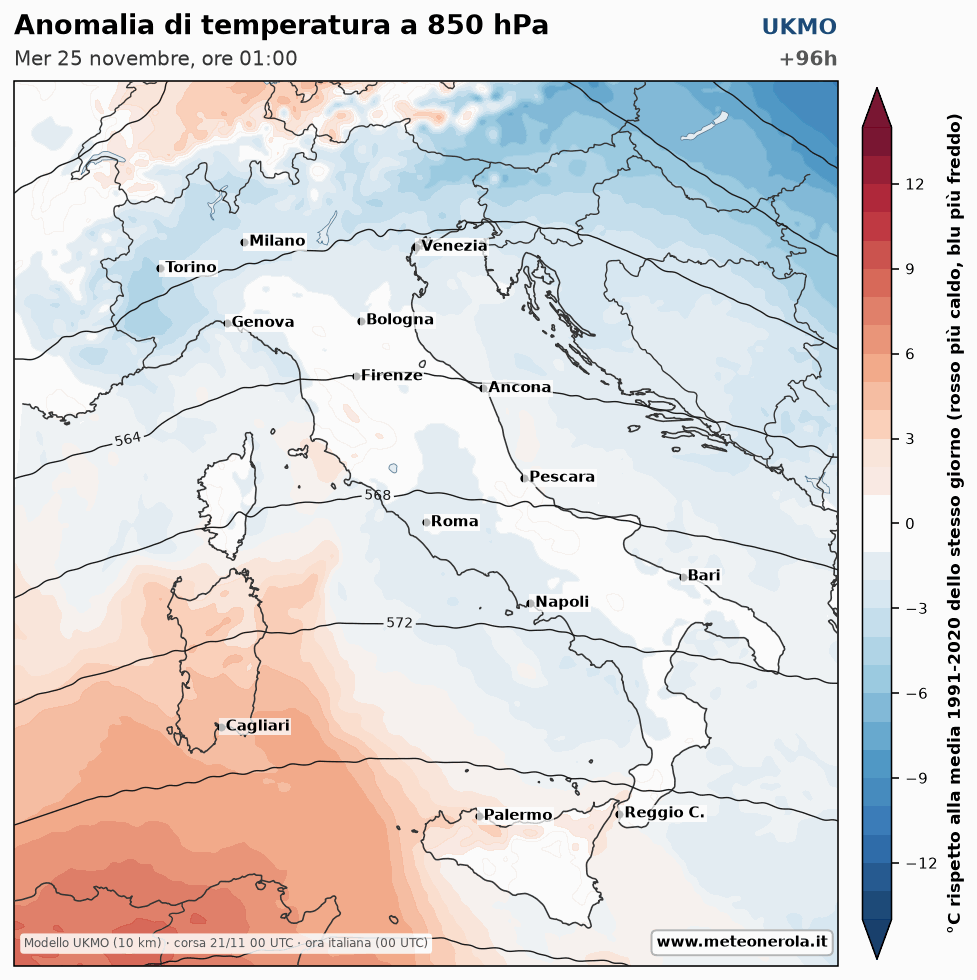 Anomalia di temperatura a 850 hPa
UKMO
Mer 25 novembre, ore 01:00
+96h
Milano
Venezia
Torino
Genova
Bologna
Firenze
Ancona
564
Pescara
568
Roma
Bari
Napoli
572
Cagliari
Palermo
Reggio C.
Modello UKMO (10 km) · corsa 21/11 00 UTC · ora italiana (00 UTC)
www.meteonerola.it
12
9
6
3
0
−3
−6
−9
−12
°C rispetto alla media 1991-2020 dello stesso giorno (rosso più caldo, blu più freddo)